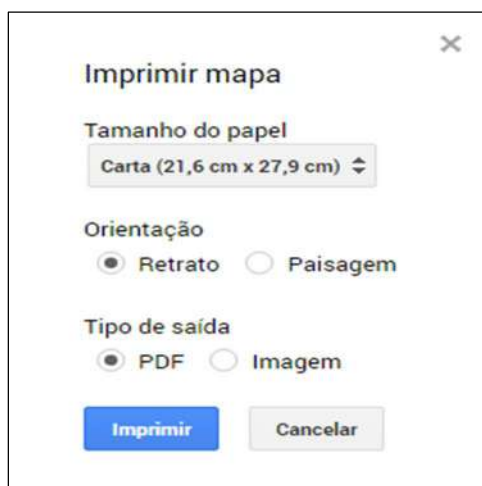 Imprimir mapa
Tamanho do papel
Carta (21,6 cm x 27,9 cm)
Orientação
Retrato Paisagem
Tipo de saída
PDF Imagem
Imprimir Cancelar